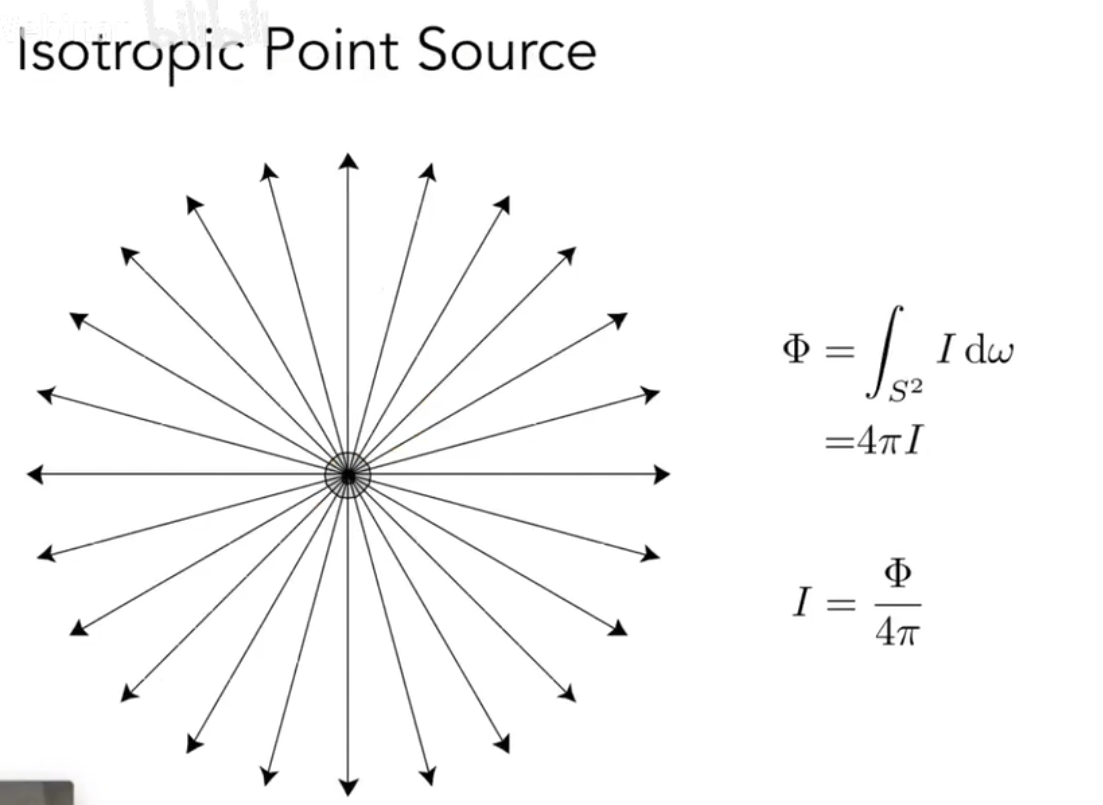 Isotropic Point Source
Φ = ∫_{S²} I dω
=4πI
I = Φ/4π